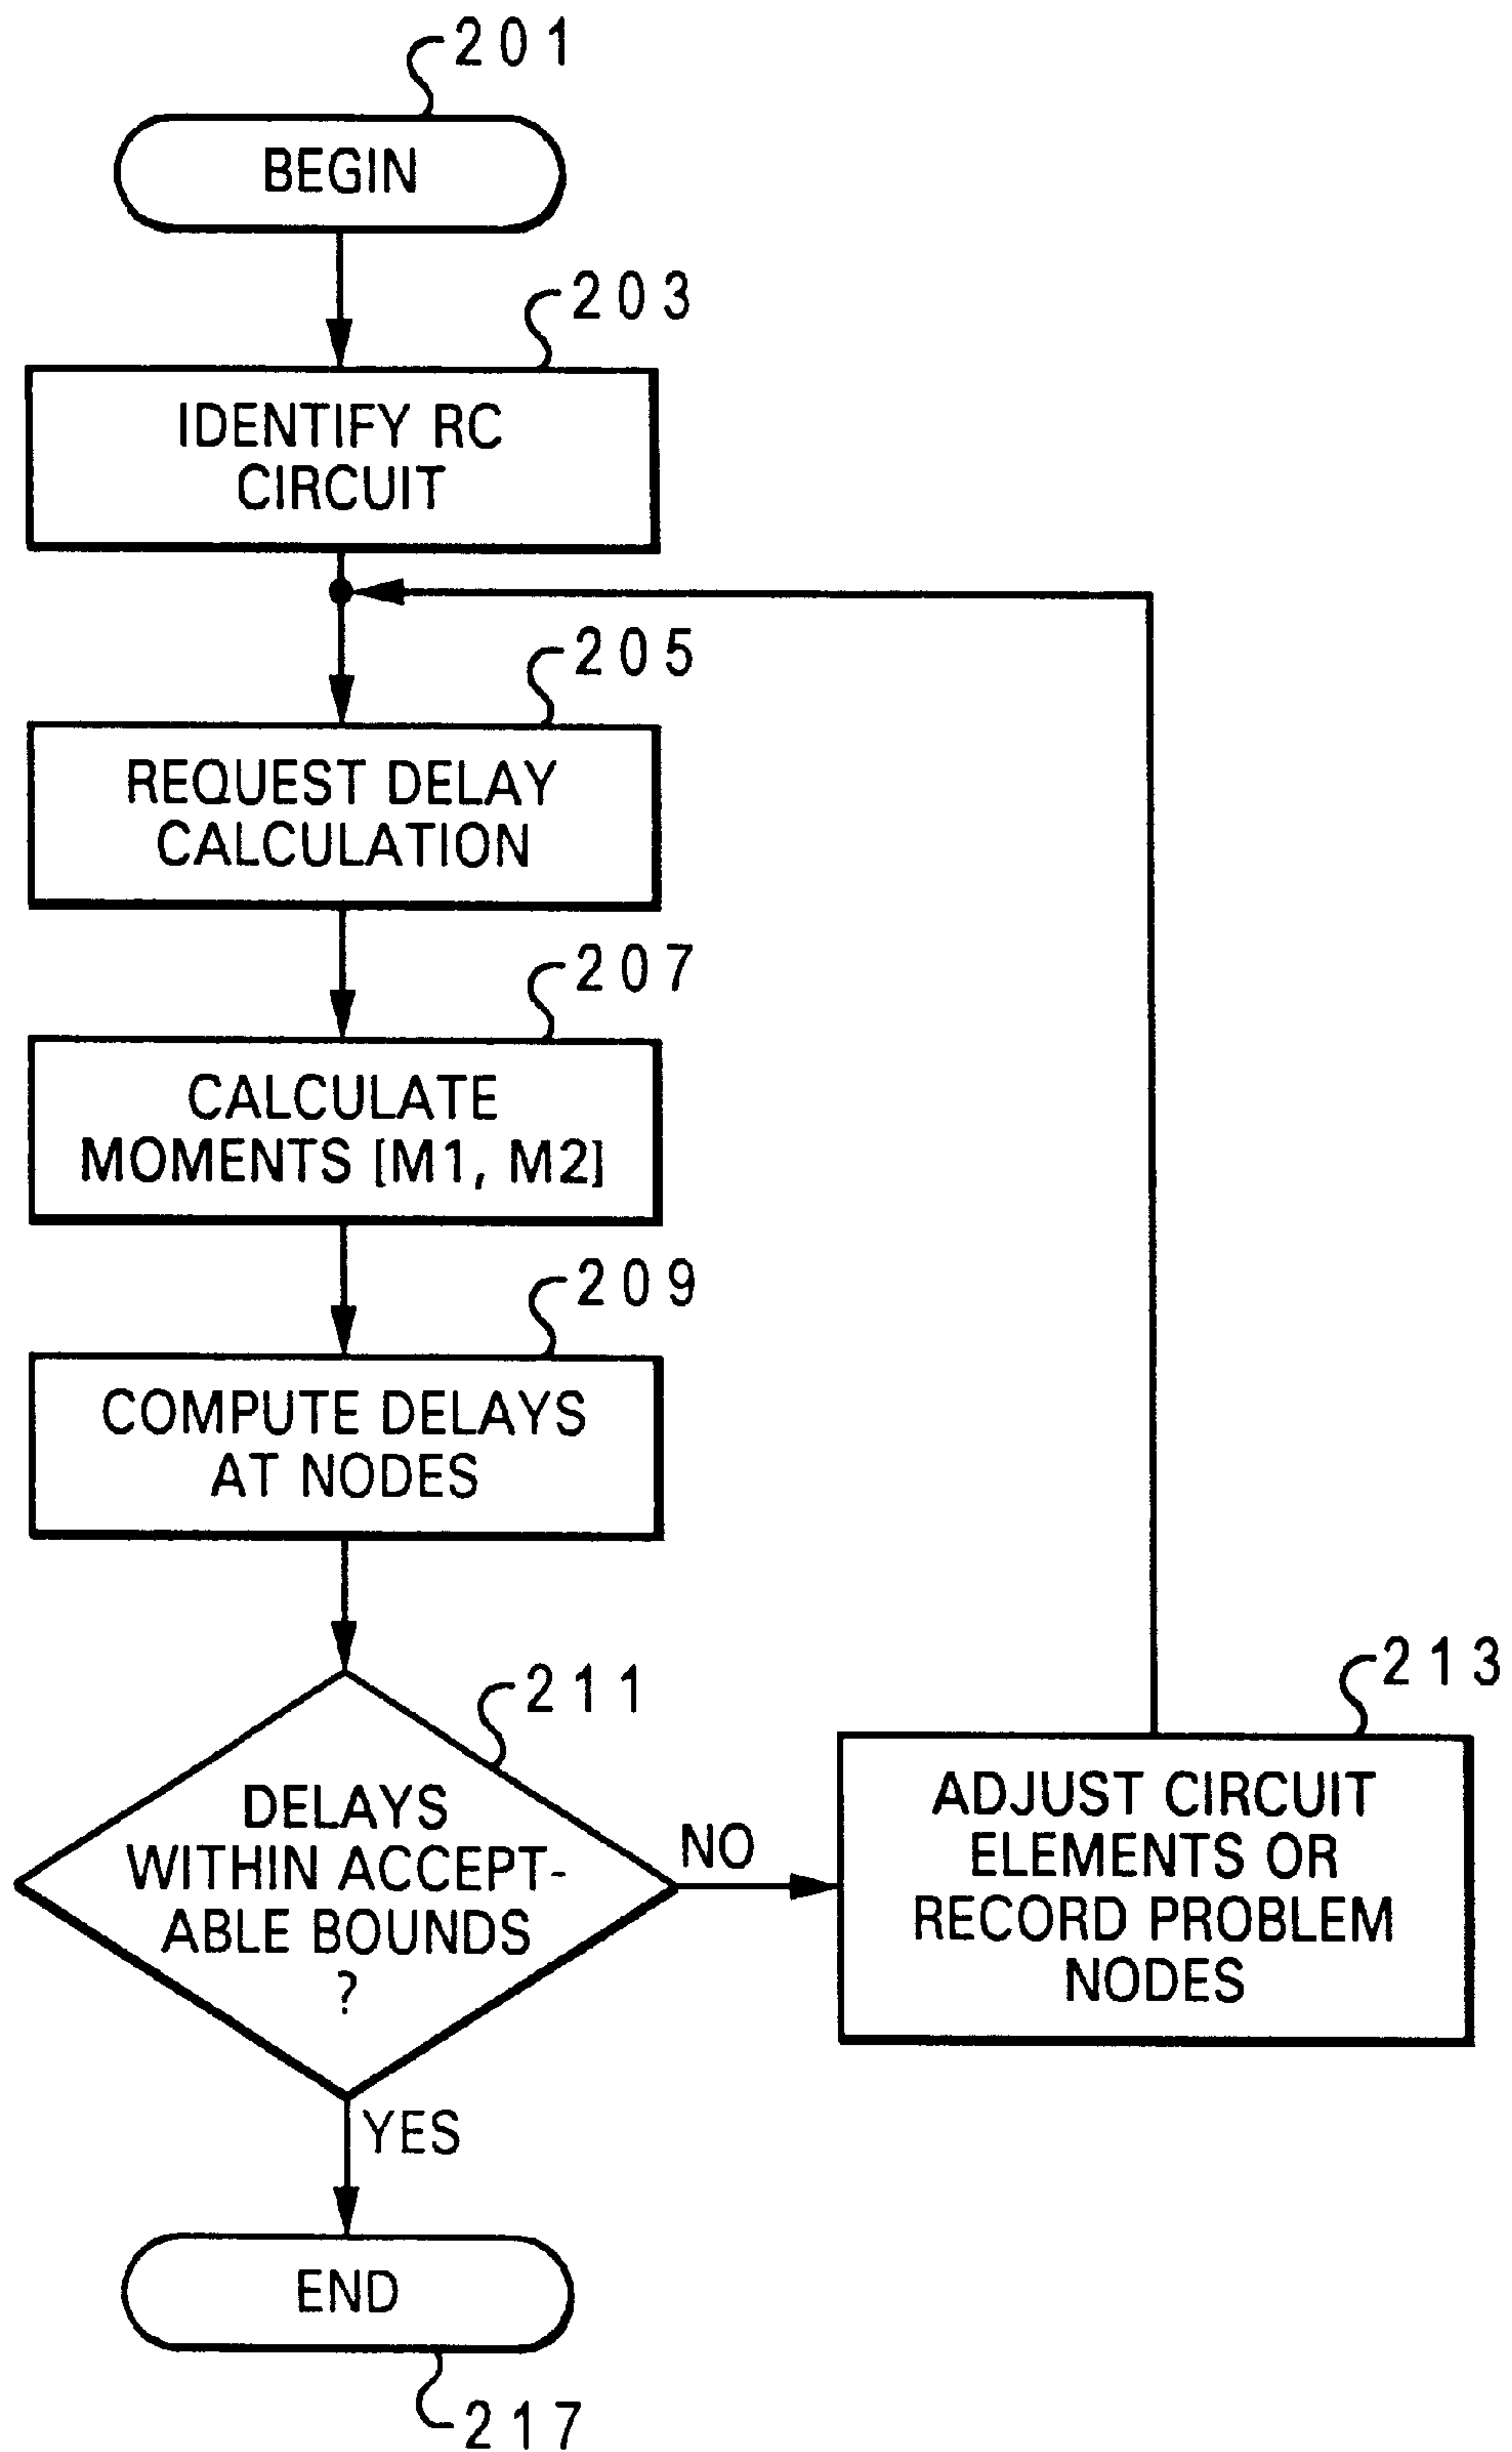 201
BEGIN
203
IDENTIFY RC
CIRCUIT
205
REQUEST DELAY
CALCULATION
207
CALCULATE
MOMENTS [M1, M2]
209
COMPUTE DELAYS
AT NODES
211
DELAYS
WITHIN ACCEPT-
ABLE BOUNDS
?
NO
213
ADJUST CIRCUIT
ELEMENTS OR
RECORD PROBLEM
NODES
YES
END
217